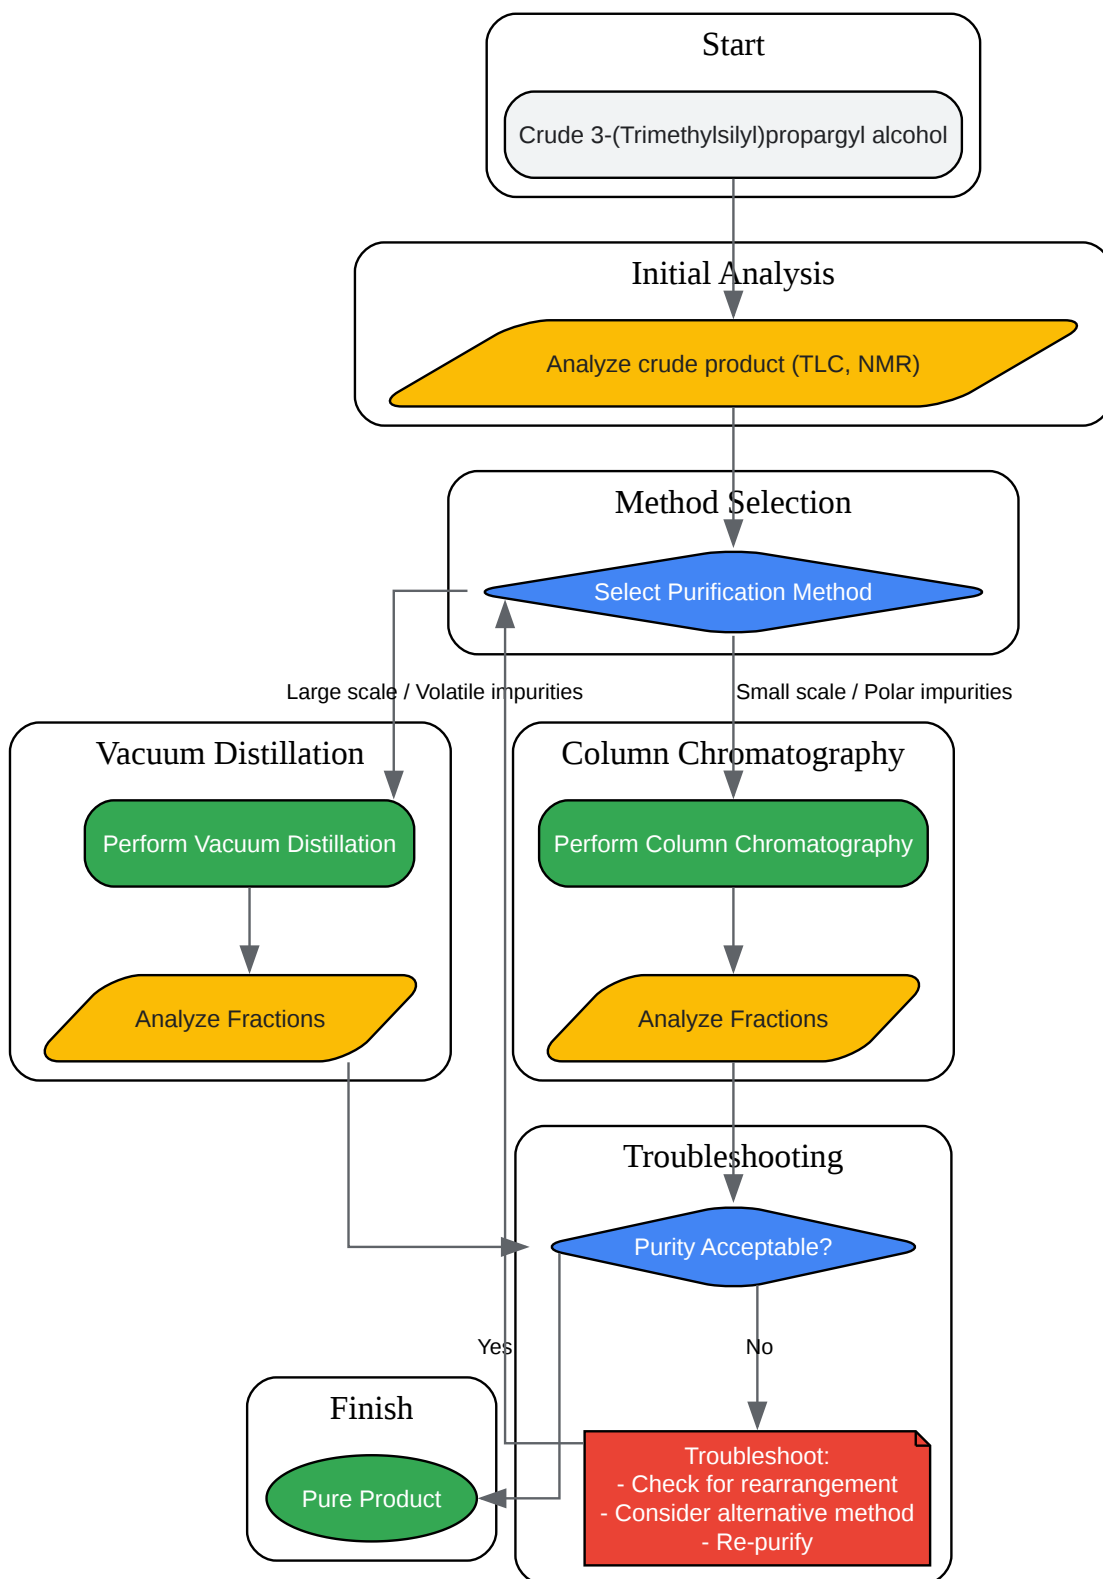 Start
Crude 3-(Trimethylsilyl)propargyl alcohol
Initial Analysis
Analyze crude product (TLC, NMR)
Method Selection
Select Purification Method
Large scale / Volatile impurities
Small scale / Polar impurities
Vacuum Distillation
Column Chromatography
Perform Vacuum Distillation
Perform Column Chromatography
Analyze Fractions
Analyze Fractions
Troubleshooting
Purity Acceptable?
Yes
No
Finish
Pure Product
Troubleshoot:
- Check for rearrangement
- Consider alternative method
- Re-purify